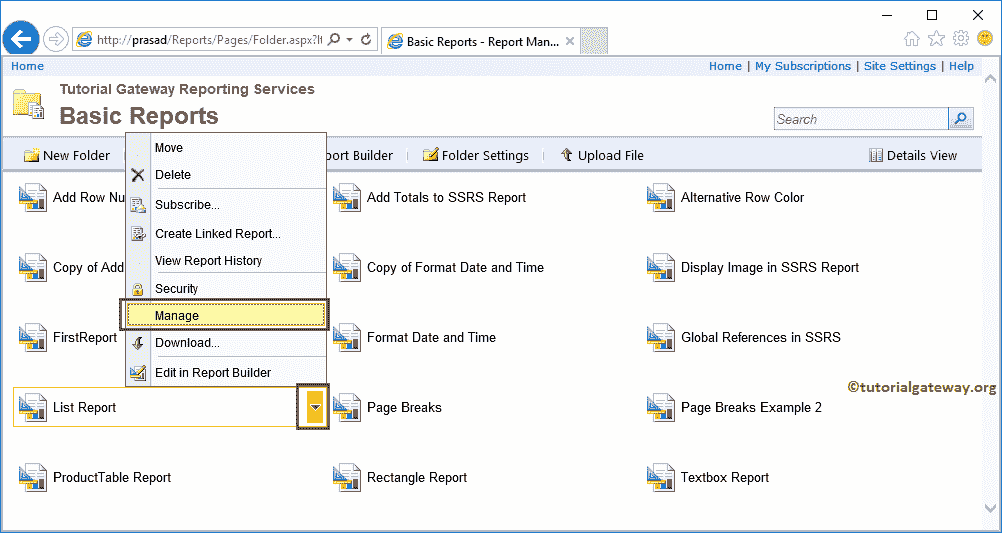 http://prasad/Reports/Pages/Folder.aspx?It
Basic Reports - Report Man...
Home
Home | My Subscriptions | Site Settings | Help
Tutorial Gateway Reporting Services
Basic Reports
Search
New Folder
port Builder
Folder Settings
Upload File
Details View
Move
Delete
Subscribe...
Create Linked Report...
View Report History
Security
Manage
Download...
Edit in Report Builder
Add Row Nu
Add Totals to SSRS Report
Alternative Row Color
Copy of Add
Copy of Format Date and Time
Display Image in SSRS Report
FirstReport
Format Date and Time
Global References in SSRS
©tutorialgateway.org
List Report
Page Breaks
Page Breaks Example 2
ProductTable Report
Rectangle Report
Textbox Report